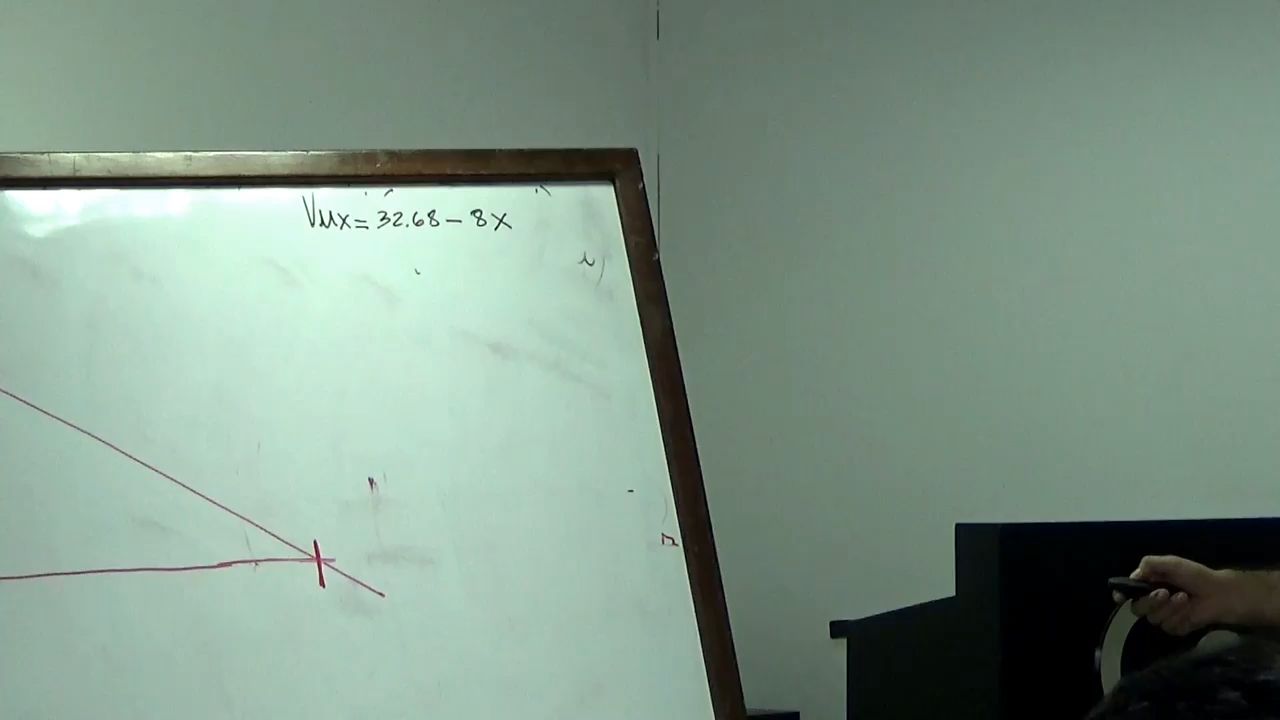 Vux = 32.68 - 8x